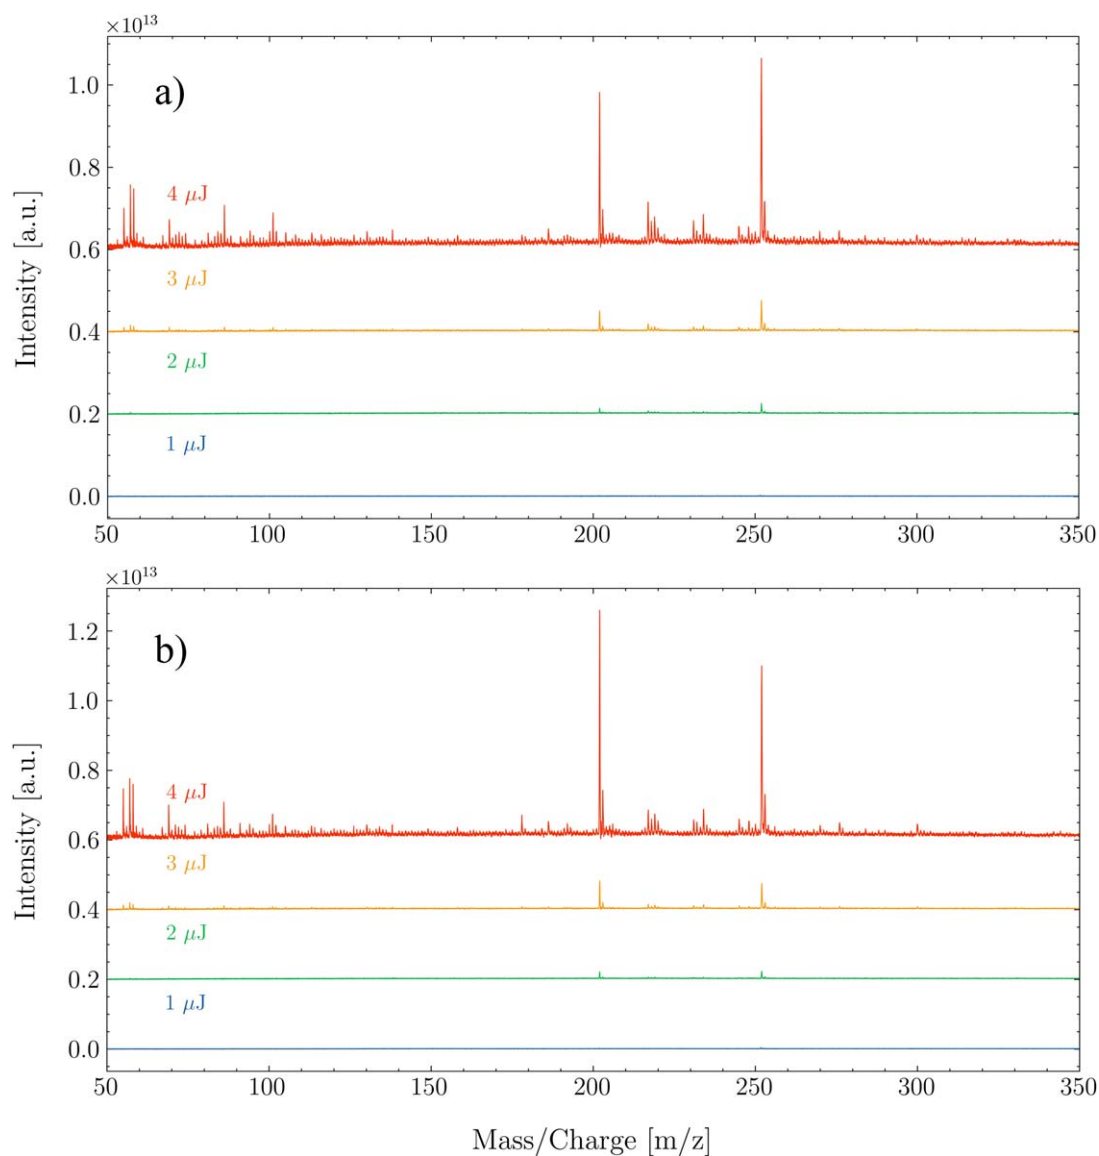 ×10¹³
a)
1.0
0.8
4 μJ
0.6
3 μJ
0.4
2 μJ
0.2
1 μJ
0.0
Intensity [a.u.]
50 100 150 200 250 300 350
×10¹³
b)
1.2
1.0
0.8
4 μJ
0.6
3 μJ
0.4
2 μJ
0.2
1 μJ
0.0
Intensity [a.u.]
50 100 150 200 250 300 350
Mass/Charge [m/z]